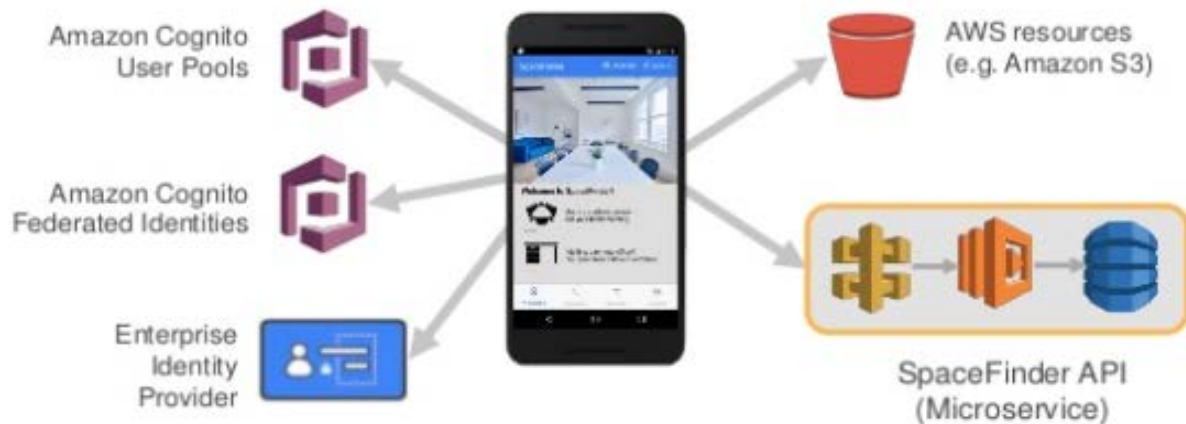 Amazon Cognito
User Pools
Amazon Cognito
Federated Identities
Enterprise
Identity
Provider
AWS resources
(e.g. Amazon S3)
SpaceFinder API
(Microservice)